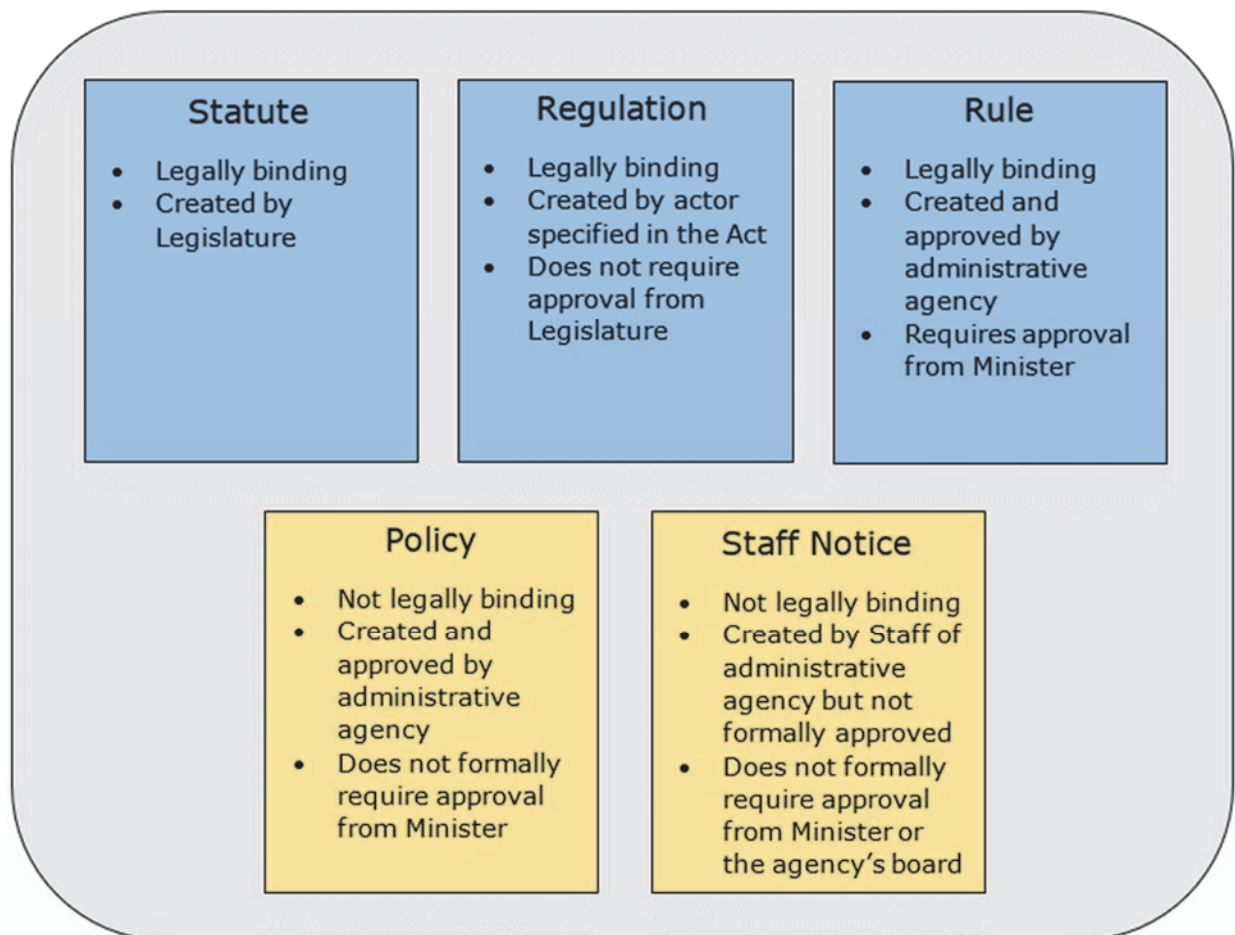 Statute
• Legally binding
• Created by
Legislature
Regulation
• Legally binding
• Created by actor
specified in the Act
• Does not require
approval from
Legislature
Rule
• Legally binding
• Created and
approved by
administrative
agency
• Requires approval
from Minister
Policy
• Not legally binding
• Created and
approved by
administrative
agency
• Does not formally
require approval
from Minister
Staff Notice
• Not legally binding
• Created by Staff of
administrative
agency but not
formally approved
• Does not formally
require approval
from Minister or
the agency’s board